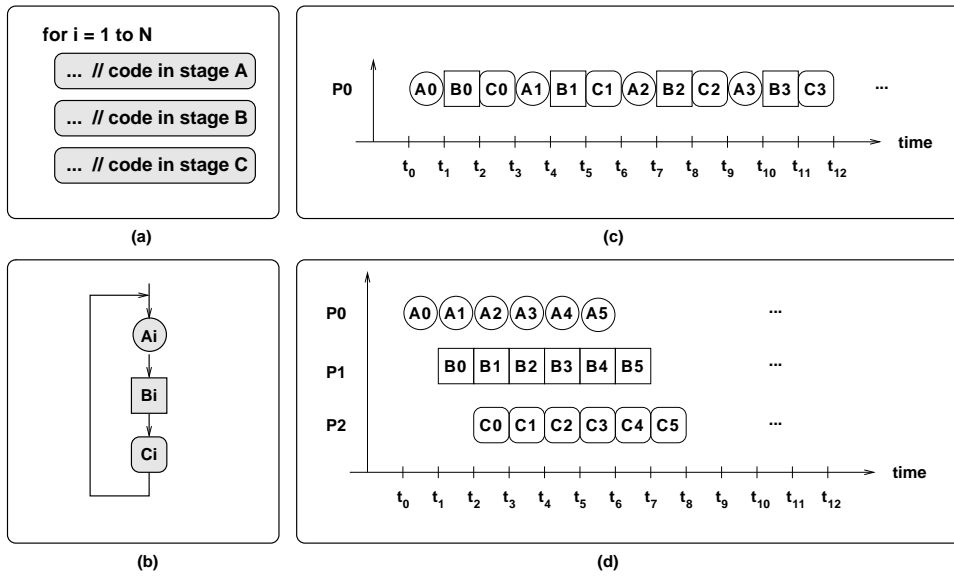 for i = 1 to N
... // code in stage A
... // code in stage B
... // code in stage C
(a)
P0
A0 B0 C0 A1 B1 C1 A2 B2 C2 A3 B3 C3 ...
time
t0 t1 t2 t3 t4 t5 t6 t7 t8 t9 t10 t11 t12
(c)
Ai
Bi
Ci
(b)
P0 A0 A1 A2 A3 A4 A5 ...
P1 B0 B1 B2 B3 B4 B5 ...
P2 C0 C1 C2 C3 C4 C5 ...
time
t0 t1 t2 t3 t4 t5 t6 t7 t8 t9 t10 t11 t12
(d)